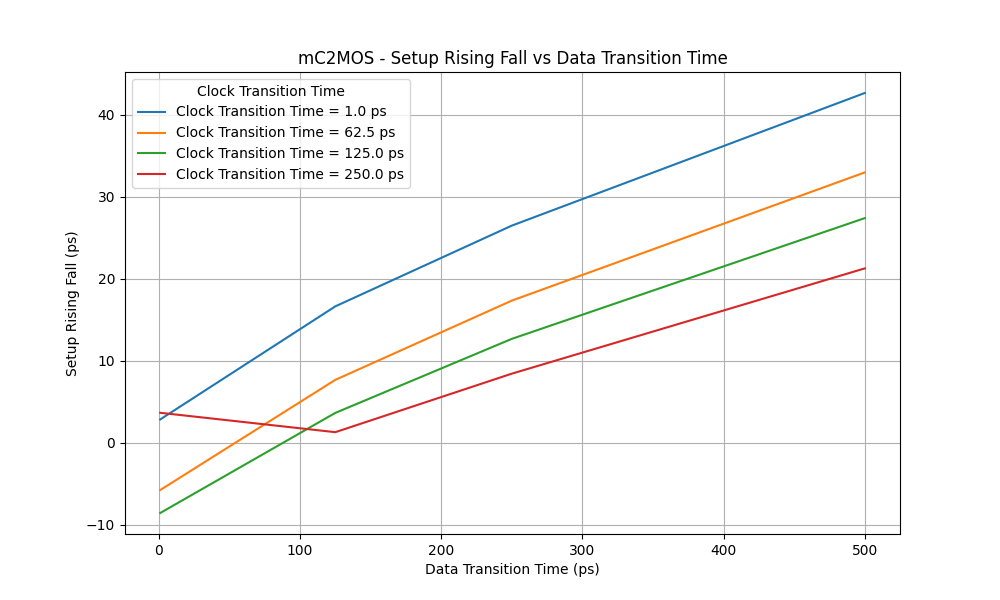 mC2MOS - Setup Rising Fall vs Data Transition Time
Clock Transition Time
Clock Transition Time = 1.0 ps
Clock Transition Time = 62.5 ps
Clock Transition Time = 125.0 ps
Clock Transition Time = 250.0 ps
Setup Rising Fall (ps)
40
30
20
10
0
−10
0 100 200 300 400 500
Data Transition Time (ps)